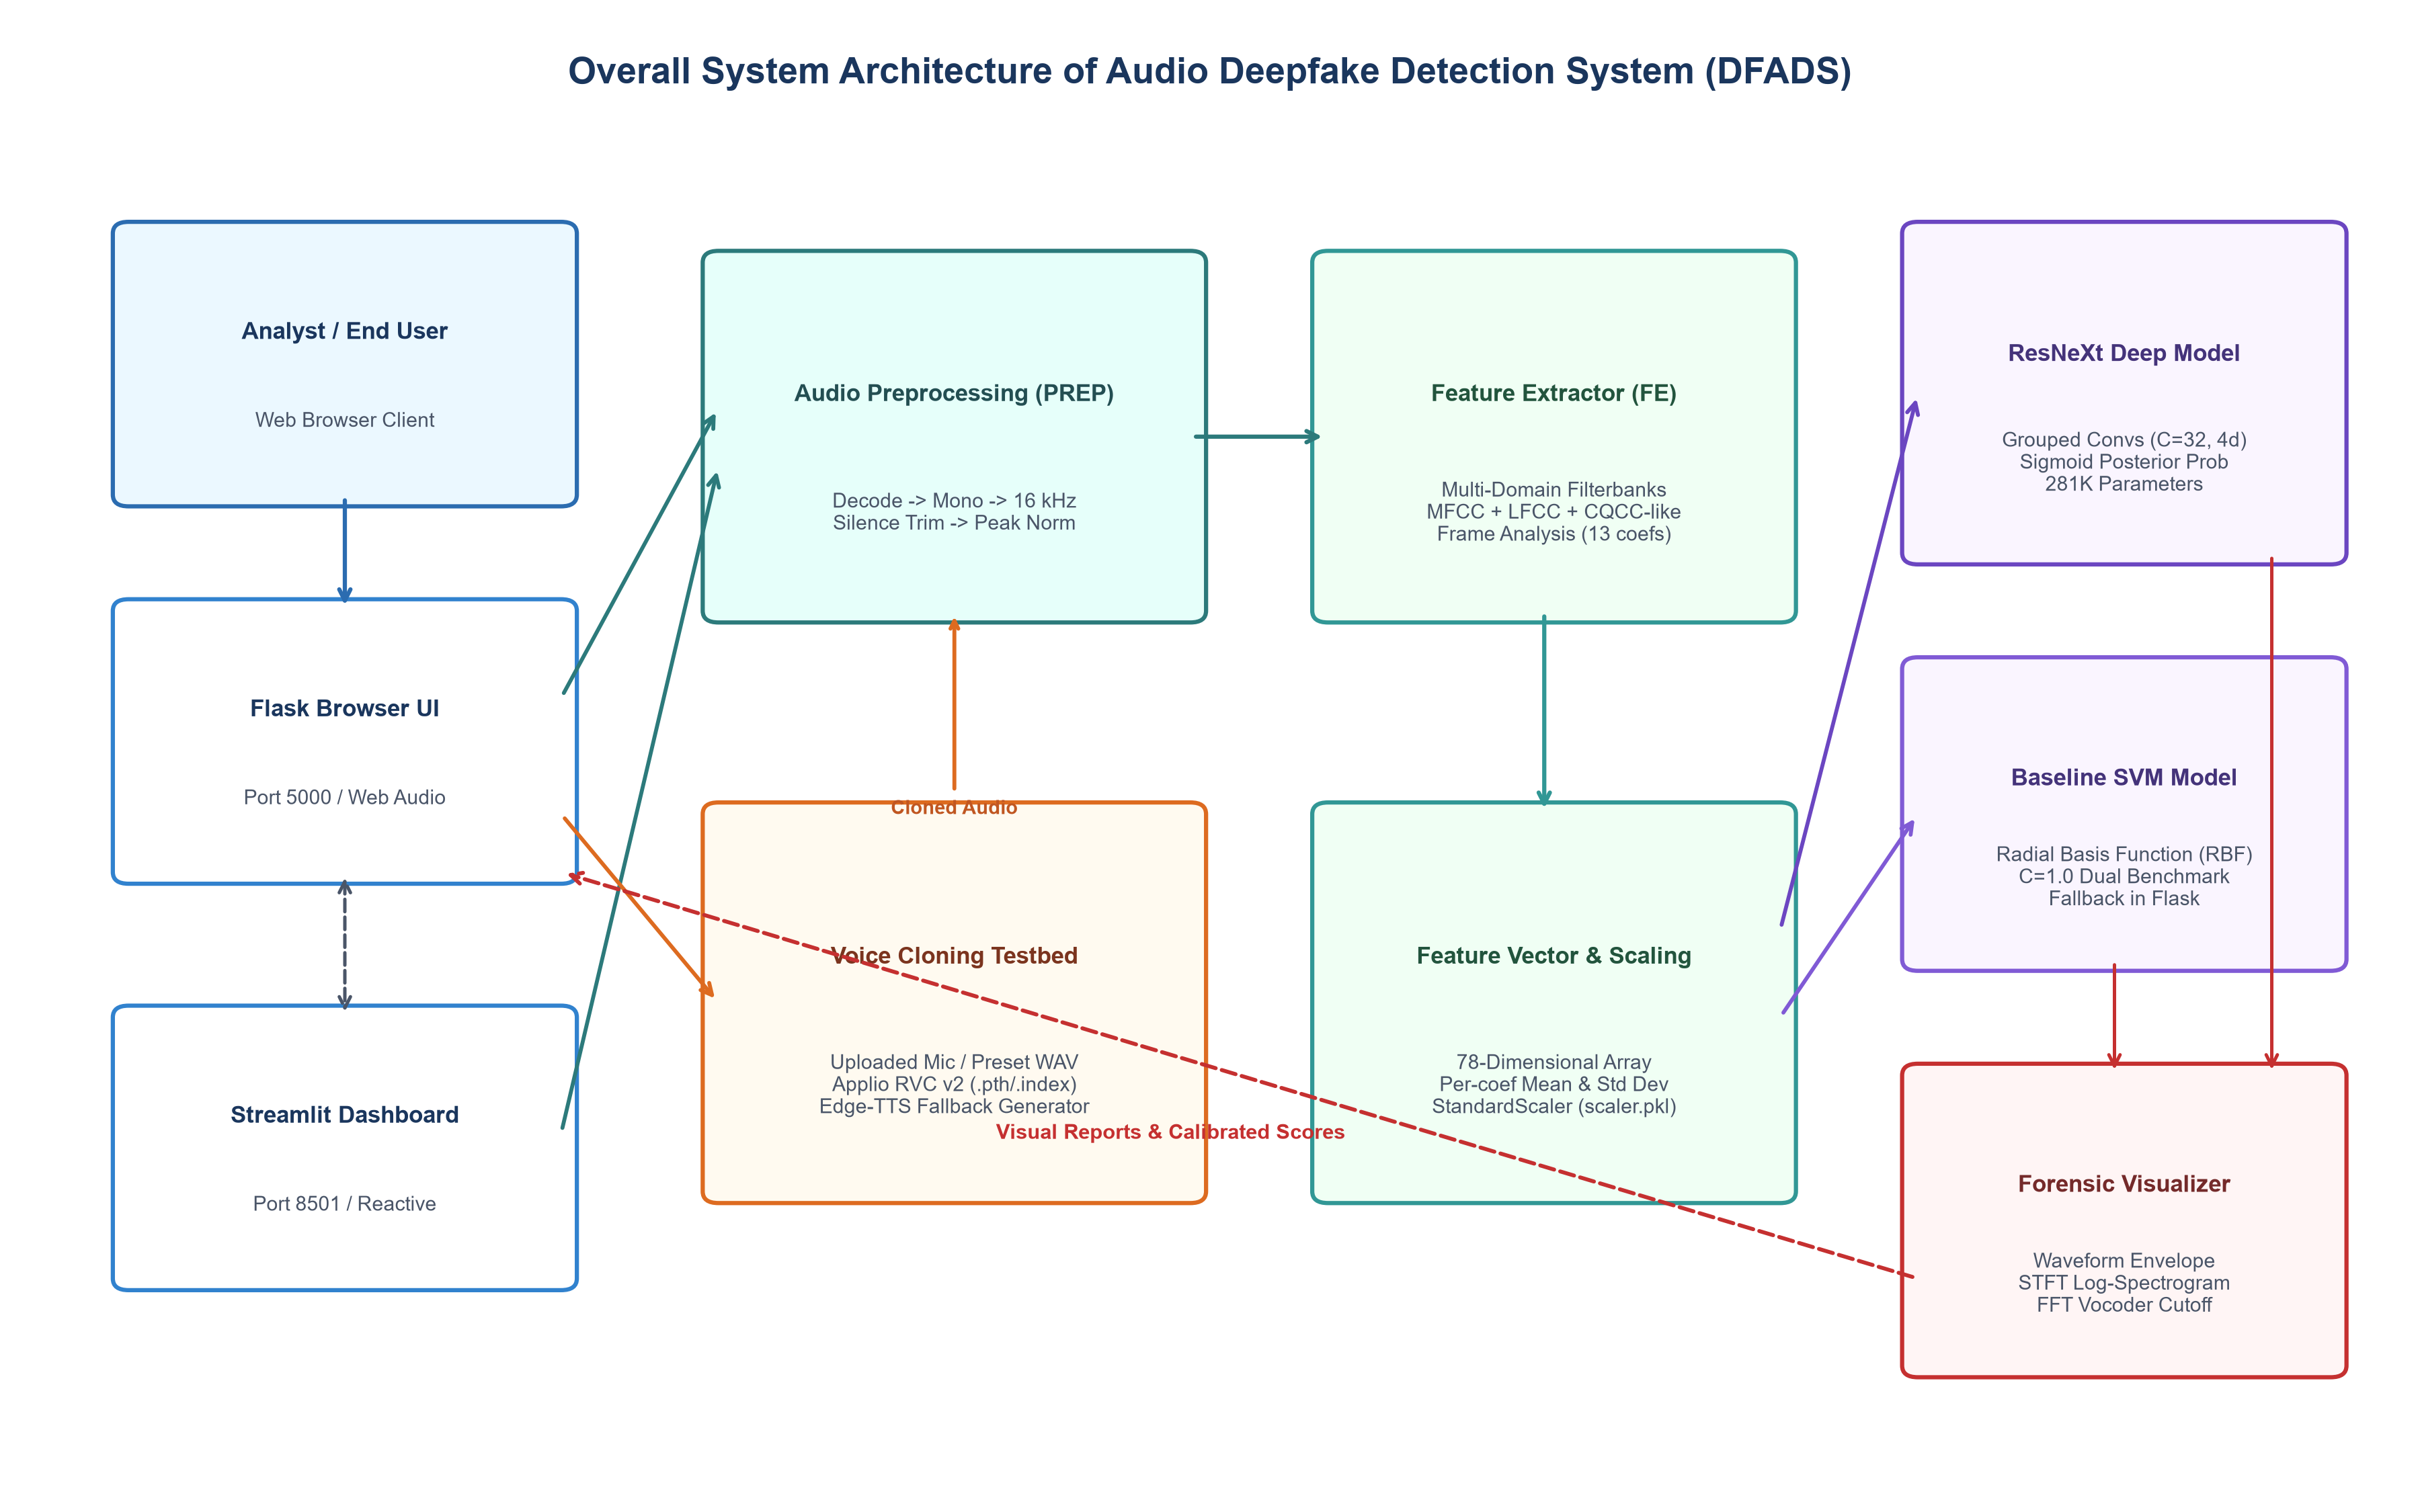 Overall System Architecture of Audio Deepfake Detection System (DFADS)
Analyst / End User
Web Browser Client
Flask Browser UI
Port 5000 / Web Audio
Streamlit Dashboard
Port 8501 / Reactive
Audio Preprocessing (PREP)
Decode -> Mono -> 16 kHz
Silence Trim -> Peak Norm
Cloned Audio
Voice Cloning Testbed
Uploaded Mic / Preset WAV
Applio RVC v2 (.pth/.index)
Edge-TTS Fallback Generator
Visual Reports & Calibrated Scores
Feature Extractor (FE)
Multi-Domain Filterbanks
MFCC + LFCC + CQCC-like
Frame Analysis (13 coefs)
Feature Vector & Scaling
78-Dimensional Array
Per-coef Mean & Std Dev
StandardScaler (scaler.pkl)
ResNeXt Deep Model
Grouped Convs (C=32, 4d)
Sigmoid Posterior Prob
281K Parameters
Baseline SVM Model
Radial Basis Function (RBF)
C=1.0 Dual Benchmark
Fallback in Flask
Forensic Visualizer
Waveform Envelope
STFT Log-Spectrogram
FFT Vocoder Cutoff